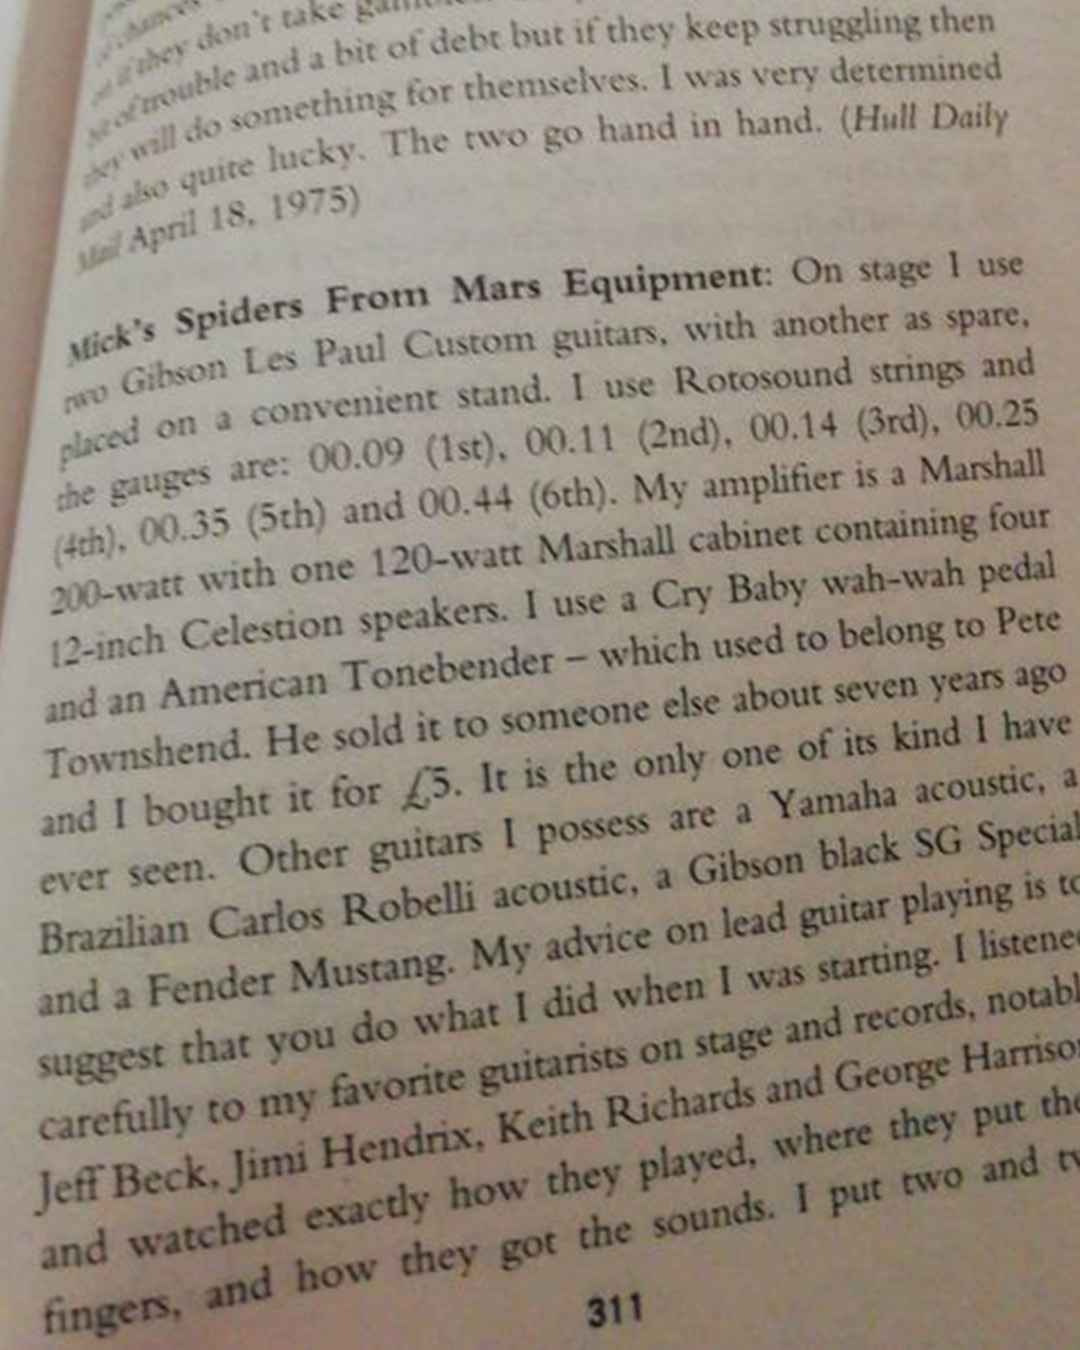 chances
if they don't take
bit of trouble and a bit of debt but if they keep struggling then
they will do something for themselves. I was very determined
and also quite lucky. The two go hand in hand. (Hull Daily
Mail April 18, 1975)
Mick's Spiders From Mars Equipment: On stage I use
two Gibson Les Paul Custom guitars, with another as spare,
placed on a convenient stand. I use Rotosound strings and
the gauges are: 00.09 (1st), 00.11 (2nd), 00.14 (3rd), 00.25
(4th), 00.35 (5th) and 00.44 (6th). My amplifier is a Marshall
200-watt with one 120-watt Marshall cabinet containing four
12-inch Celestion speakers. I use a Cry Baby wah-wah pedal
and an American Tonebender – which used to belong to Pete
Townshend. He sold it to someone else about seven years ago
and I bought it for £5. It is the only one of its kind I have
ever seen. Other guitars I possess are a Yamaha acoustic, a
Brazilian Carlos Robelli acoustic, a Gibson black SG Special
and a Fender Mustang. My advice on lead guitar playing is to
suggest that you do what I did when I was starting. I listened
carefully to my favorite guitarists on stage and records, notabl
Jeff Beck, Jimi Hendrix, Keith Richards and George Harrison
and watched exactly how they played, where they put the
fingers, and how they got the sounds. I put two and tw
311